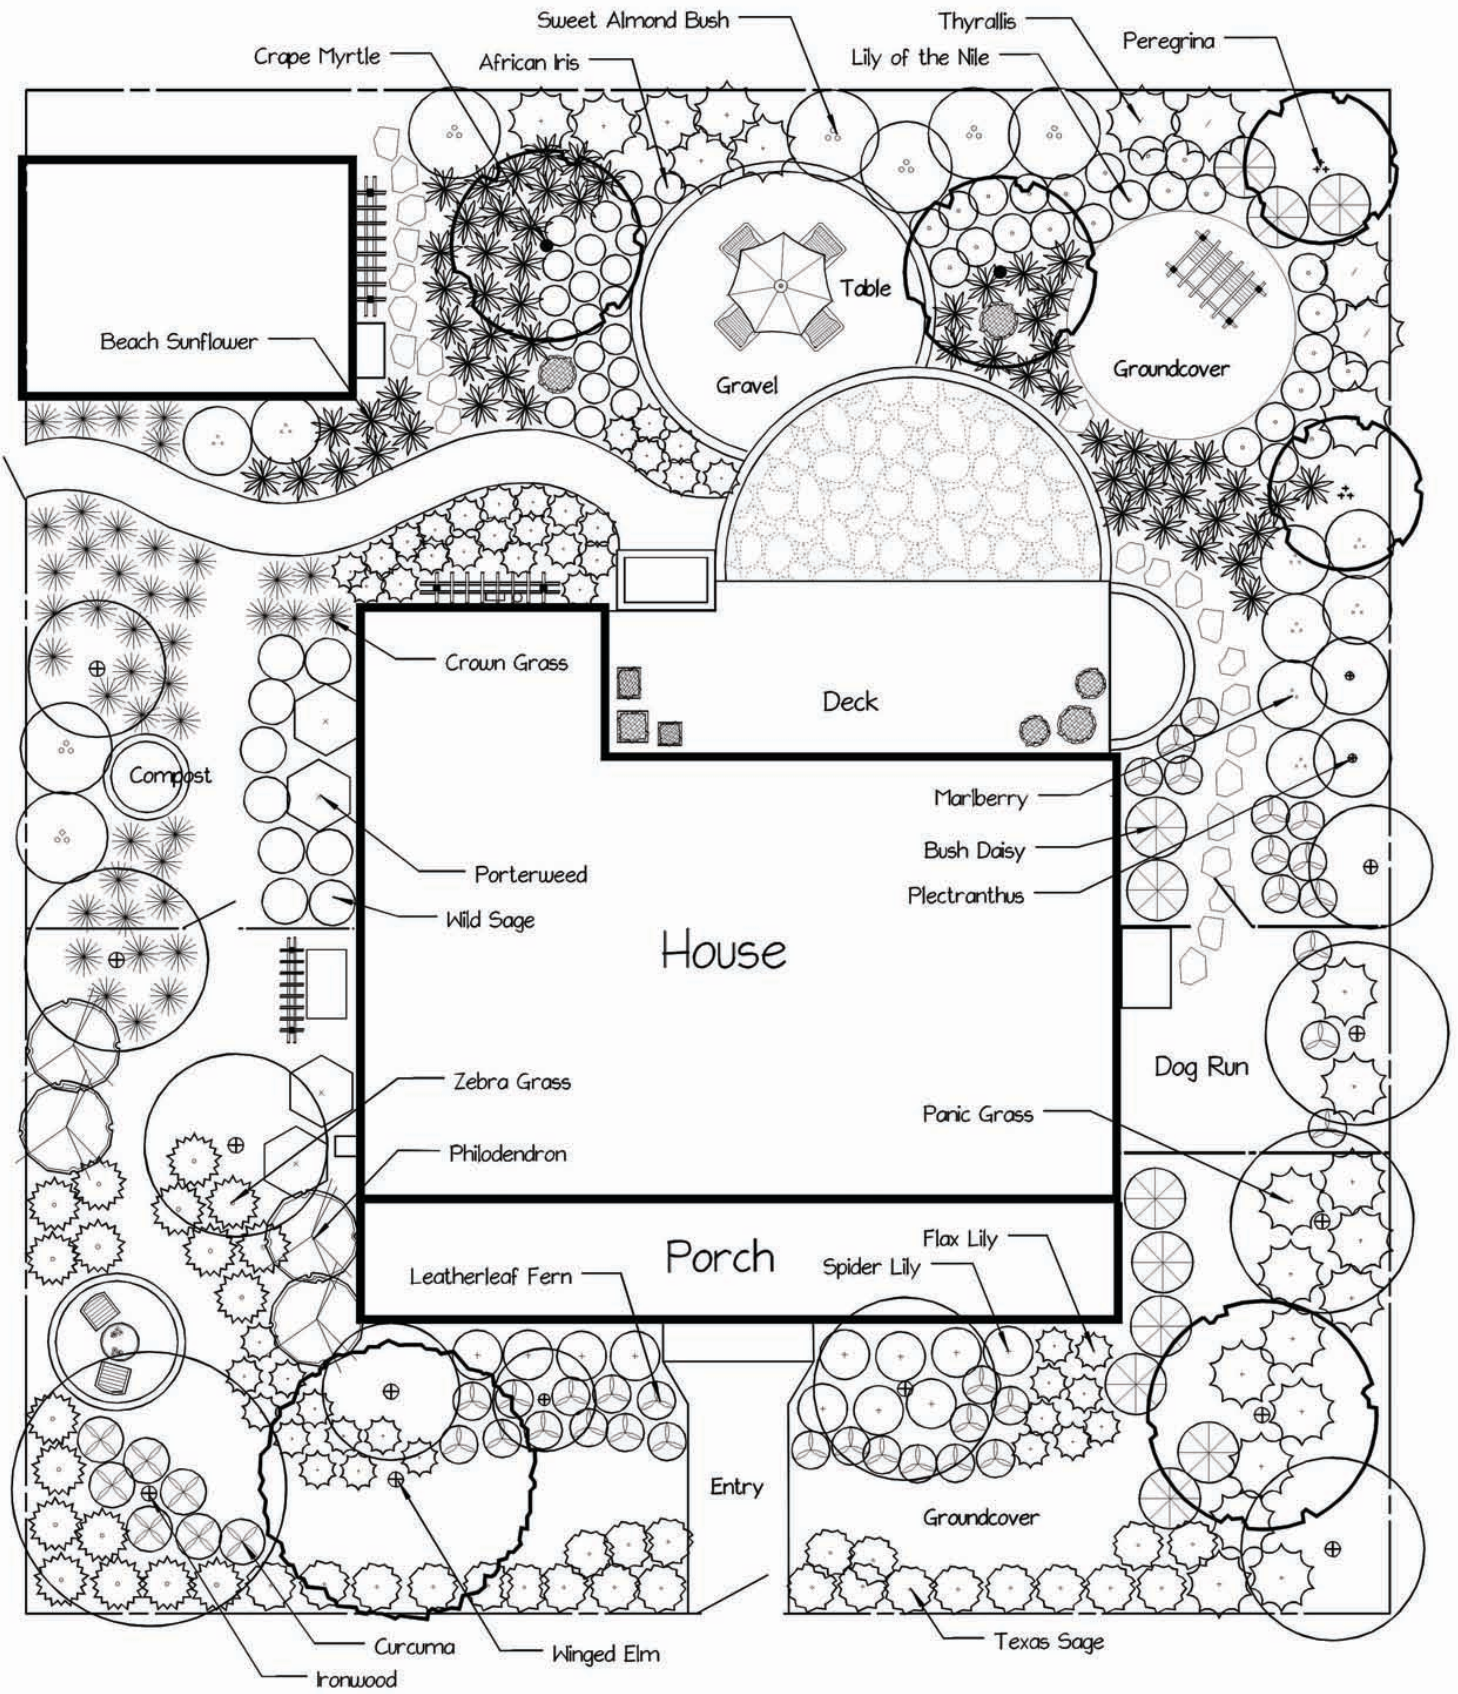 Sweet Almond Bush
Thyrallis
Crape Myrtle
African Iris
Lily of the Nile
Peregrina
Table
Beach Sunflower
Gravel
Groundcover
Crown Grass
Deck
Compost
Marlberry
Bush Daisy
Porterweed
Plectranthus
Wild Sage
House
Zebra Grass
Dog Run
Panic Grass
Philodendron
Flax Lily
Porch
Spider Lily
Leatherleaf Fern
Entry
Groundcover
Curcuma
Winged Elm
Texas Sage
Ironwood